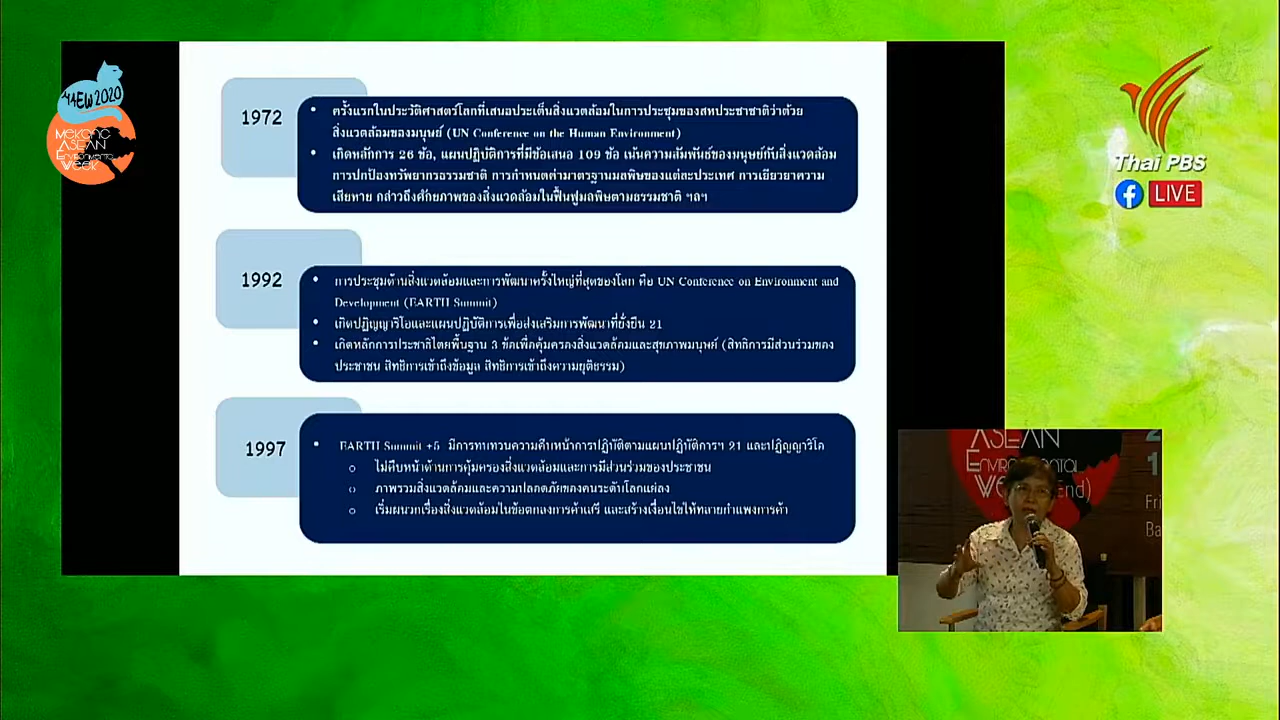 MAEW 2020
MEKONG
ASEAN
ENVIRONMENTAL
WEEK
Thai PBS
LIVE
1972
ครั้งแรกในประวัติศาสตร์โลกที่เสนอประเด็นสิ่งแวดล้อมในการประชุมของสหประชาชาติว่าด้วย
สิ่งแวดล้อมของมนุษย์ (UN Conference on the Human Environment)
เกิดหลักการ 26 ข้อ, แผนปฏิบัติการที่มีข้อเสนอ 109 ข้อ เน้นความสัมพันธ์ของมนุษย์กับสิ่งแวดล้อม
การปกป้องทรัพยากรธรรมชาติ การกำหนดค่ามาตรฐานมลพิษของแต่ละประเทศ การเยียวยาความ
เสียหาย กล่าวถึงศักยภาพของสิ่งแวดล้อมในฟื้นฟูมลพิษตามธรรมชาติ ฯลฯ
1992
การประชุมด้านสิ่งแวดล้อมและการพัฒนาครั้งใหญ่ที่สุดของโลก คือ UN Conference on Environment and
Development (EARTH Summit)
เกิดปฏิญญาริโอและแผนปฏิบัติการเพื่อส่งเสริมการพัฒนาที่ยั่งยืน 21
เกิดหลักการประชาธิปไตยพื้นฐาน 3 ข้อเพื่อคุ้มครองสิ่งแวดล้อมและสุขภาพมนุษย์ (สิทธิการมีส่วนร่วมของ
ประชาชน สิทธิการเข้าถึงข้อมูล สิทธิการเข้าถึงความยุติธรรม)
1997
EARTH Summit +5 มีการทบทวนความคืบหน้าการปฏิบัติตามแผนปฏิบัติการฯ 21 และปฏิญญาริโอ
ไม่คืบหน้าด้านการคุ้มครองสิ่งแวดล้อมและการมีส่วนร่วมของประชาชน
ภาพรวมสิ่งแวดล้อมและความปลอดภัยของคนระดับโลกแย่ลง
เริ่มผนวกเรื่องสิ่งแวดล้อมในข้อตกลงการค้าเสรี และสร้างเงื่อนไขให้ทลายกำแพงการค้า
ASEAN
ENVIRONMENTAL
WE
End)
Fri
Ba